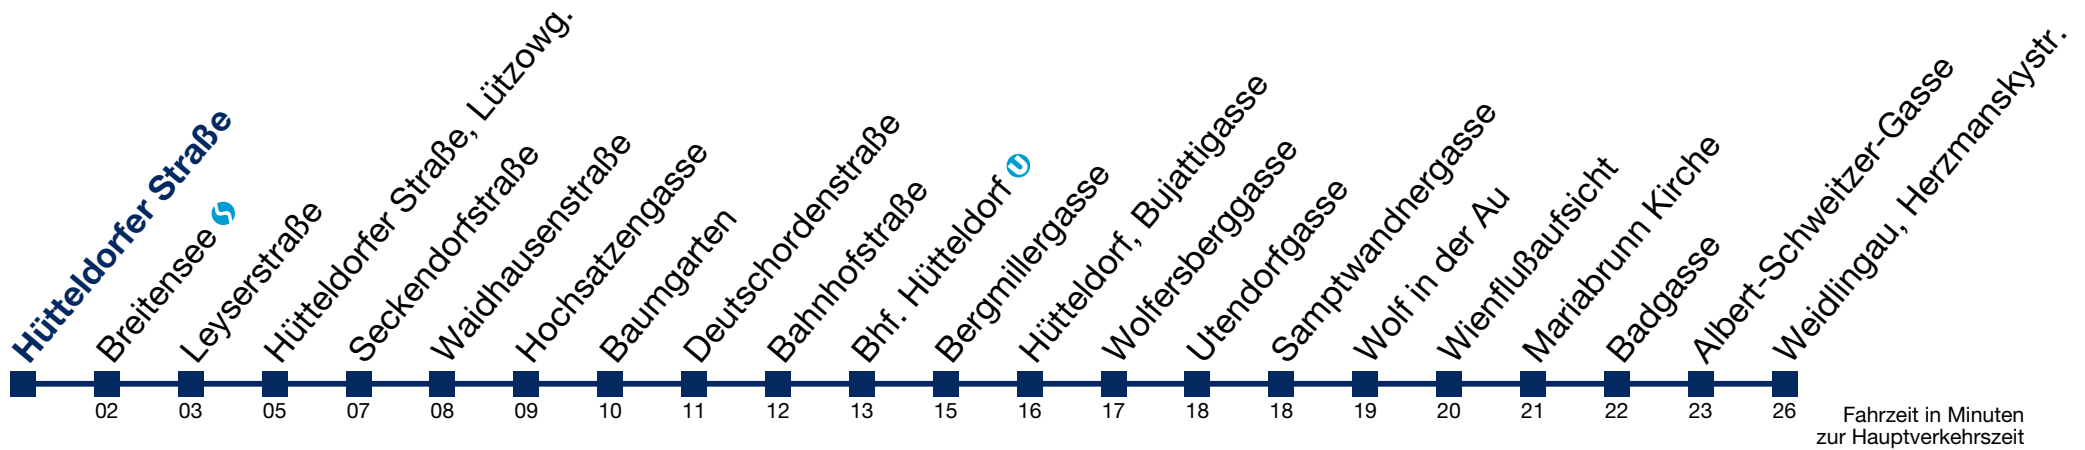 Hütteldorfer Straße
Breitensee
Leyserstraße
Hütteldorfer Straße, Lützowg.
Seckendorfstraße
Waidhausenstraße
Hochsatzengasse
Baumgarten
Deutschordenstraße
Bahnhofstraße
Bhf. Hütteldorf U
Bergmillergasse
Hütteldorf, Bujattigasse
Wolfersberggasse
Utendorfgasse
Samptwandnergasse
Wolf in der Au
Wienflußaufsicht
Mariabrunn Kirche
Badgasse
Albert-Schweitzer-Gasse
Weidlingau, Herzmanskystr.
02 03 05 07 08 09 10 11 12 13 15 16 17 18 18 19 20 21 22 23 26
Fahrzeit in Minuten
zur Hauptverkehrszeit